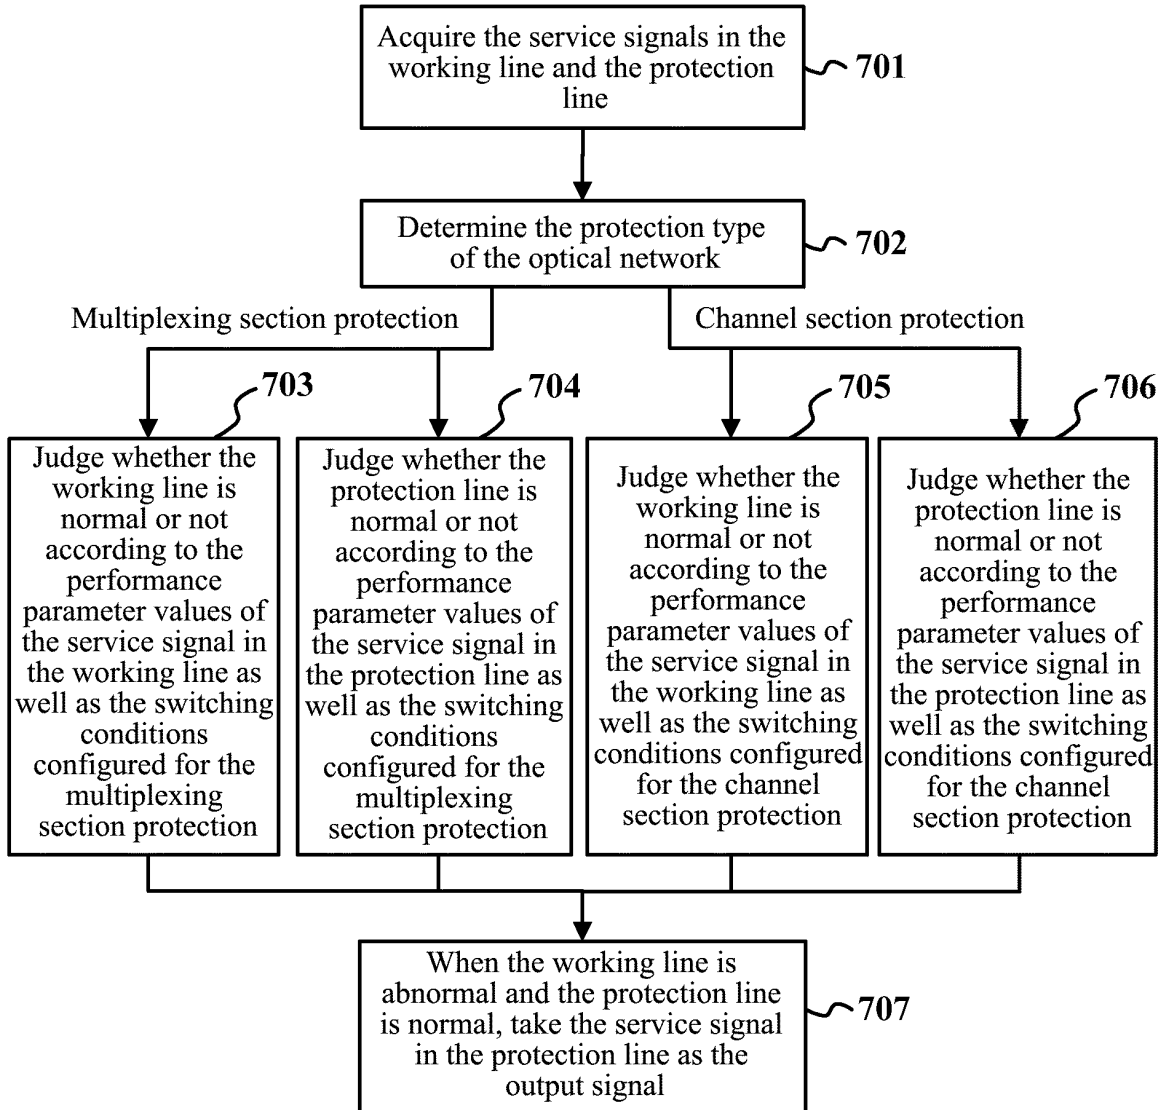 Acquire the service signals in the
working line and the protection
line
701
Determine the protection type
of the optical network
702
Multiplexing section protection
Channel section protection
703
704
705
706
Judge whether the
working line is
normal or not
according to the
performance
parameter values of
the service signal in
the working line as
well as the switching
conditions
configured for the
multiplexing
section protection
Judge whether the
protection line is
normal or not
according to the
performance
parameter values of
the service signal in
the protection line as
well as the switching
conditions
configured for the
multiplexing
section protection
Judge whether the
working line is
normal or not
according to the
performance
parameter values of
the service signal in
the working line as
well as the switching
conditions configured
for the channel
section protection
Judge whether the
protection line is
normal or not
according to the
performance
parameter values of
the service signal in
the protection line as
well as the switching
conditions configured
for the channel
section protection
When the working line is
abnormal and the protection line
is normal, take the service signal
in the protection line as the
output signal
707